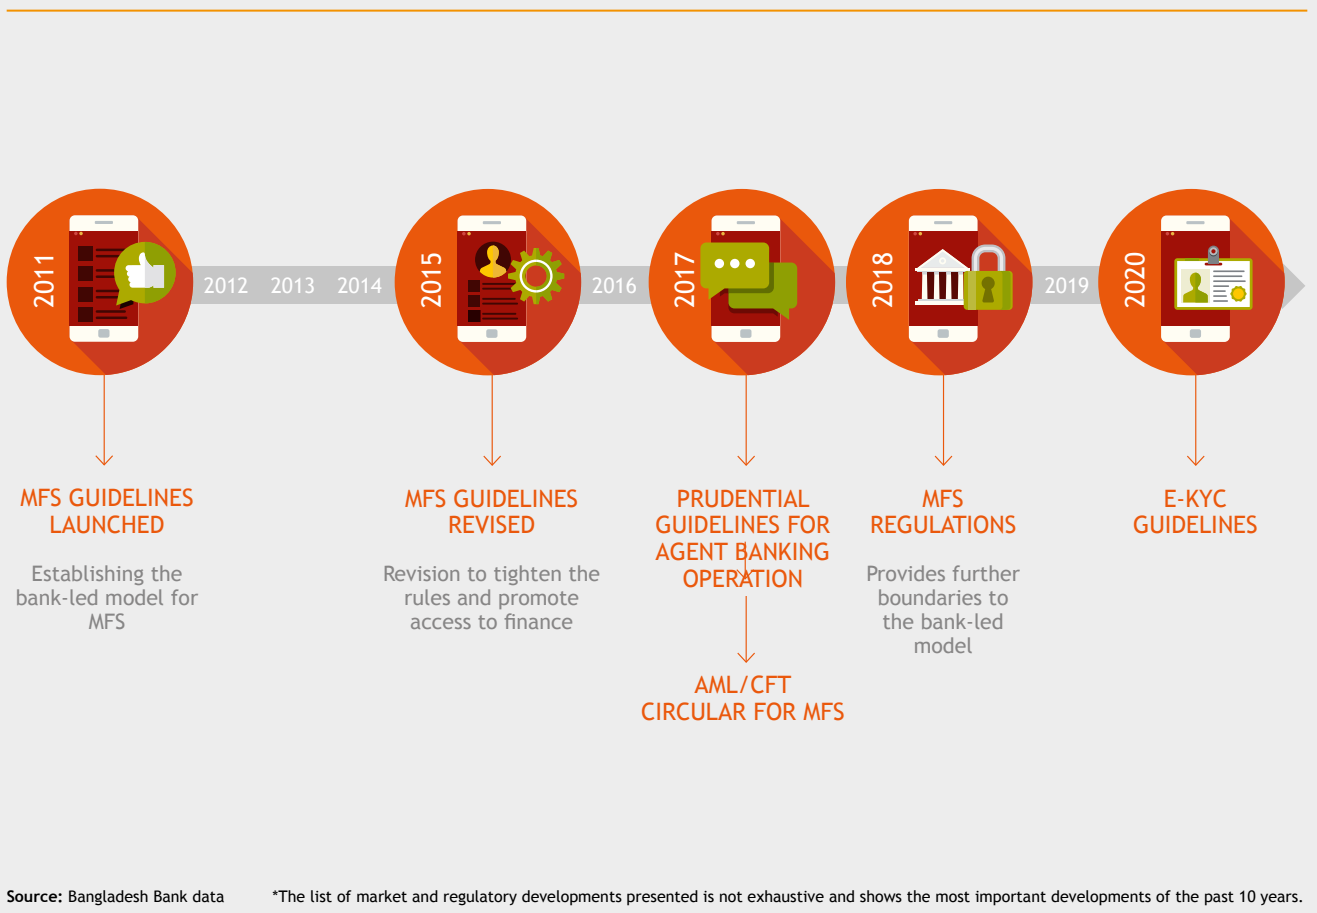 2011
2012
2013
2014
2015
2016
2017
2018
2019
2020
MFS GUIDELINES
LAUNCHED
Establishing the
bank-led model for
MFS
MFS GUIDELINES
REVISED
Revision to tighten the
rules and promote
access to finance
PRUDENTIAL
GUIDELINES FOR
AGENT BANKING
OPERATION
AML/CFT
CIRCULAR FOR MFS
MFS
REGULATIONS
Provides further
boundaries to
the bank-led
model
E-KYC
GUIDELINES
Source: Bangladesh Bank data
*The list of market and regulatory developments presented is not exhaustive and shows the most important developments of the past 10 years.